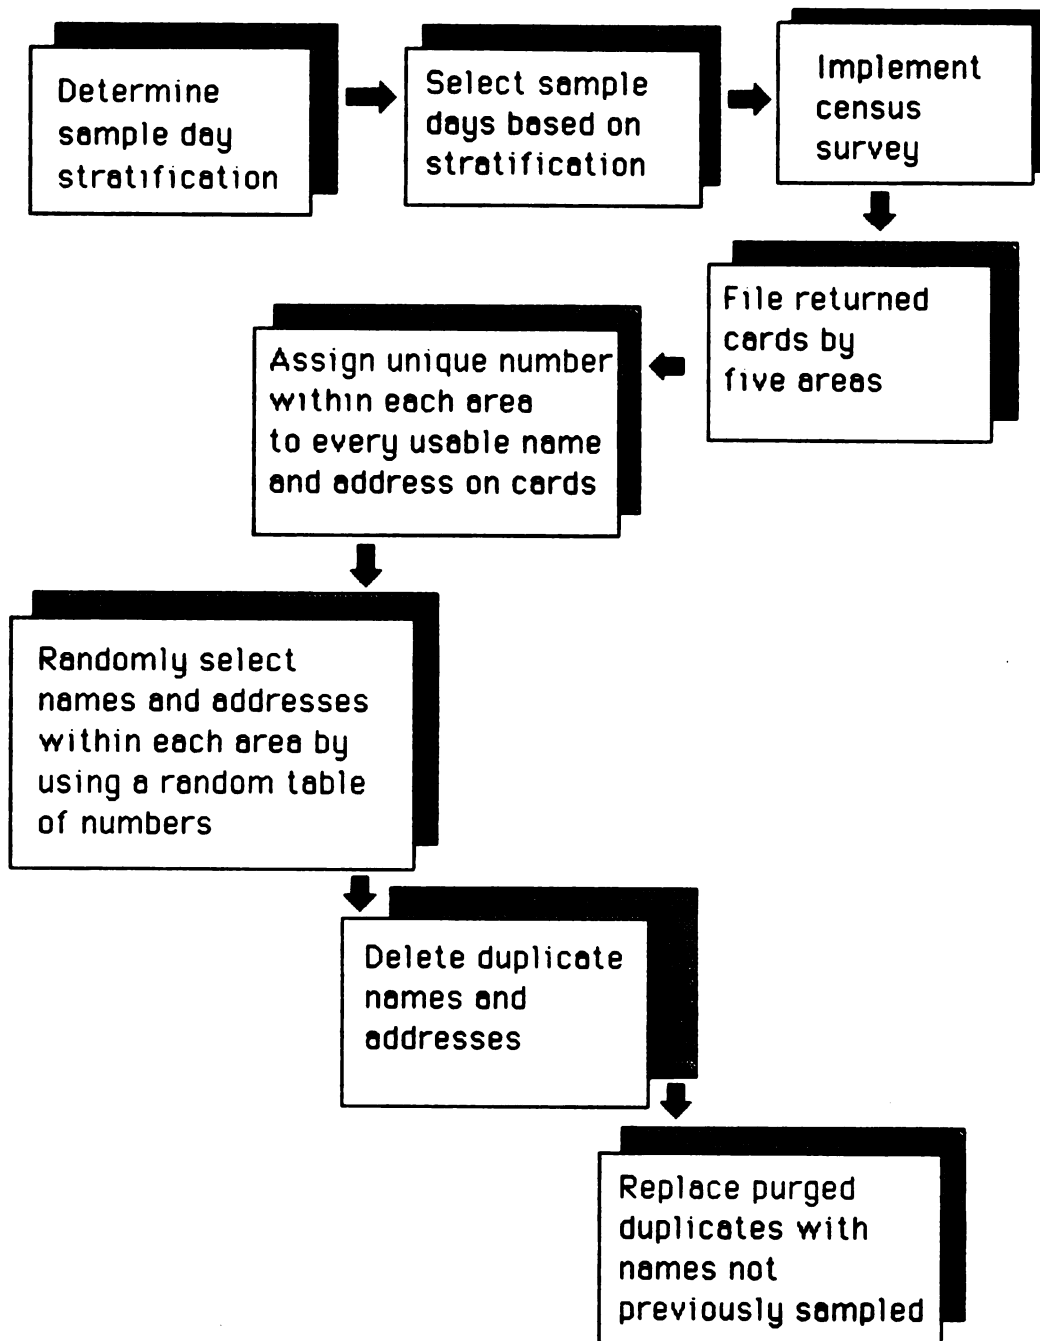 Determine
sample day
stratification
Select sample
days based on
stratification
Implement
census
survey
File returned
cards by
five areas
Assign unique number
within each area
to every usable name
and address on cards
Randomly select
names and addresses
within each area by
using a random table
of numbers
Delete duplicate
names and
addresses
Replace purged
duplicates with
names not
previously sampled